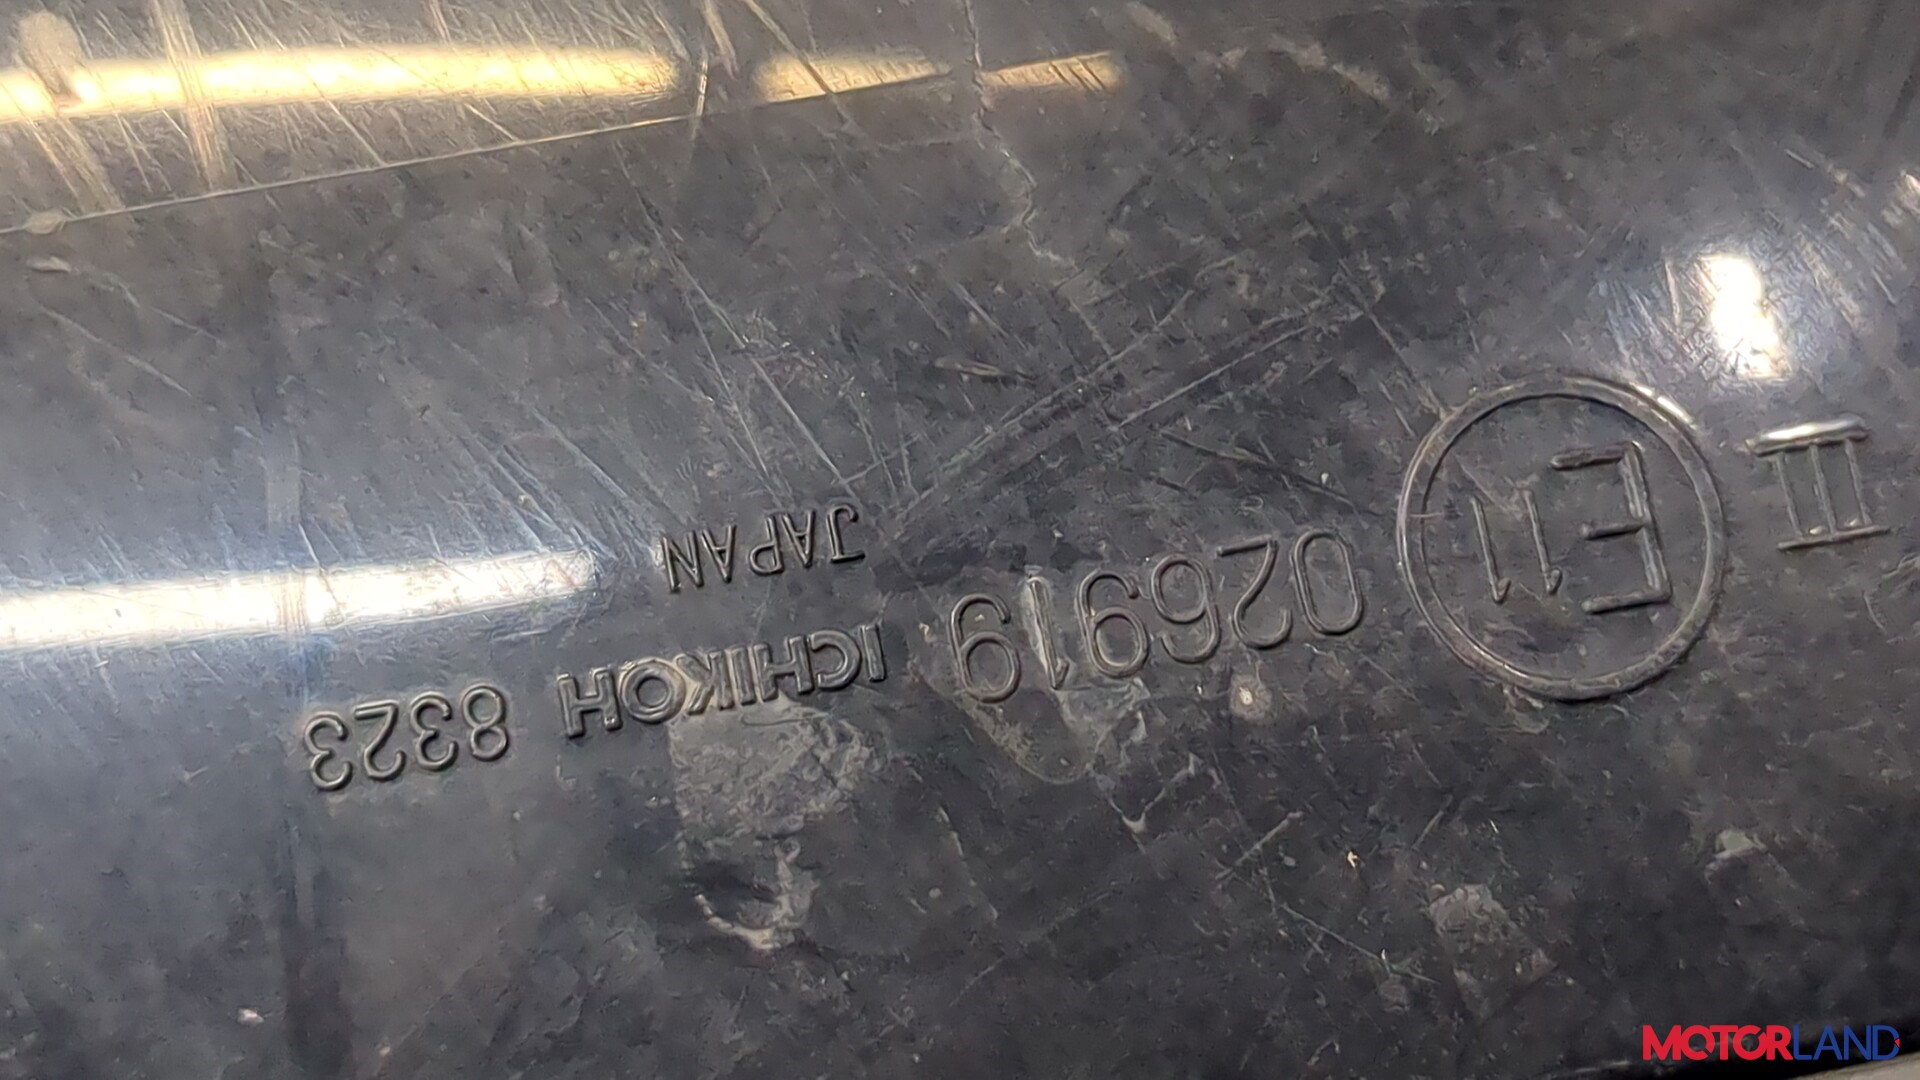 III E11 026919 ICHIKOH 8323
JAPAN
MOTORLAND